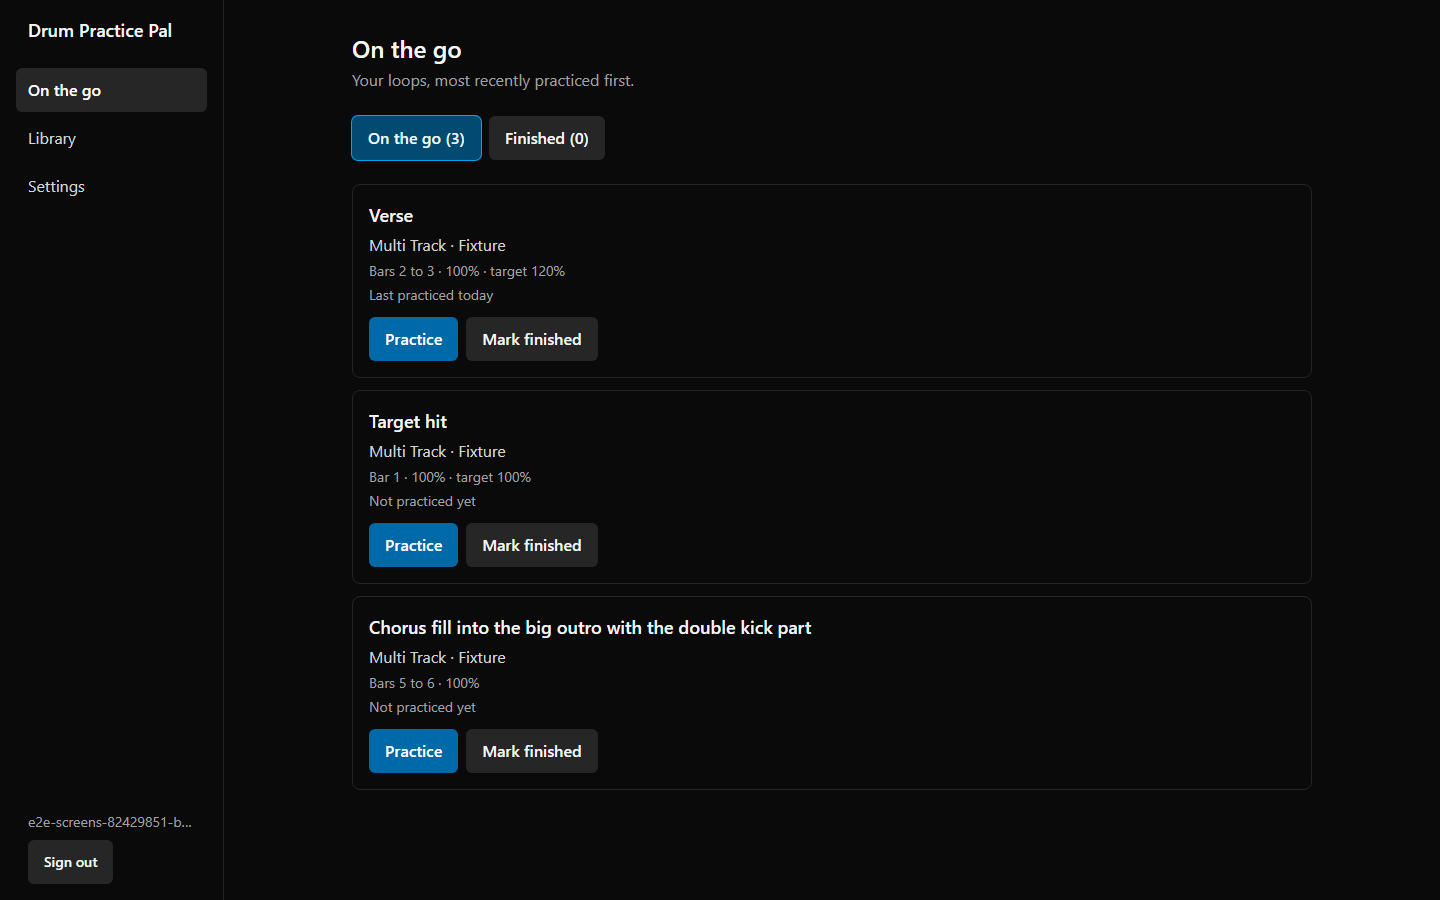 Drum Practice Pal
On the go
Library
Settings
e2e-screens-82429851-b...
Sign out
On the go
Your loops, most recently practiced first.
On the go (3)
Finished (0)
Verse
Multi Track · Fixture
Bars 2 to 3 · 100% · target 120%
Last practiced today
Practice
Mark finished
Target hit
Multi Track · Fixture
Bar 1 · 100% · target 100%
Not practiced yet
Practice
Mark finished
Chorus fill into the big outro with the double kick part
Multi Track · Fixture
Bars 5 to 6 · 100%
Not practiced yet
Practice
Mark finished